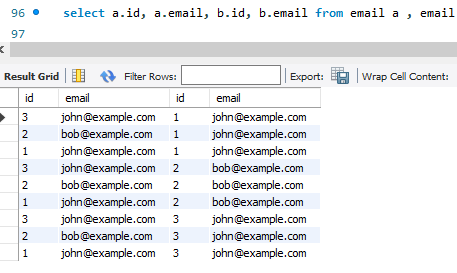 96 select a.id, a.email, b.id, b.email from email a , email
97
Result Grid Filter Rows: Export: Wrap Cell Content:
id email id email
3 john@example.com 1 john@example.com
2 bob@example.com 1 john@example.com
1 john@example.com 1 john@example.com
3 john@example.com 2 bob@example.com
2 bob@example.com 2 bob@example.com
1 john@example.com 2 bob@example.com
3 john@example.com 3 john@example.com
2 bob@example.com 3 john@example.com
1 john@example.com 3 john@example.com